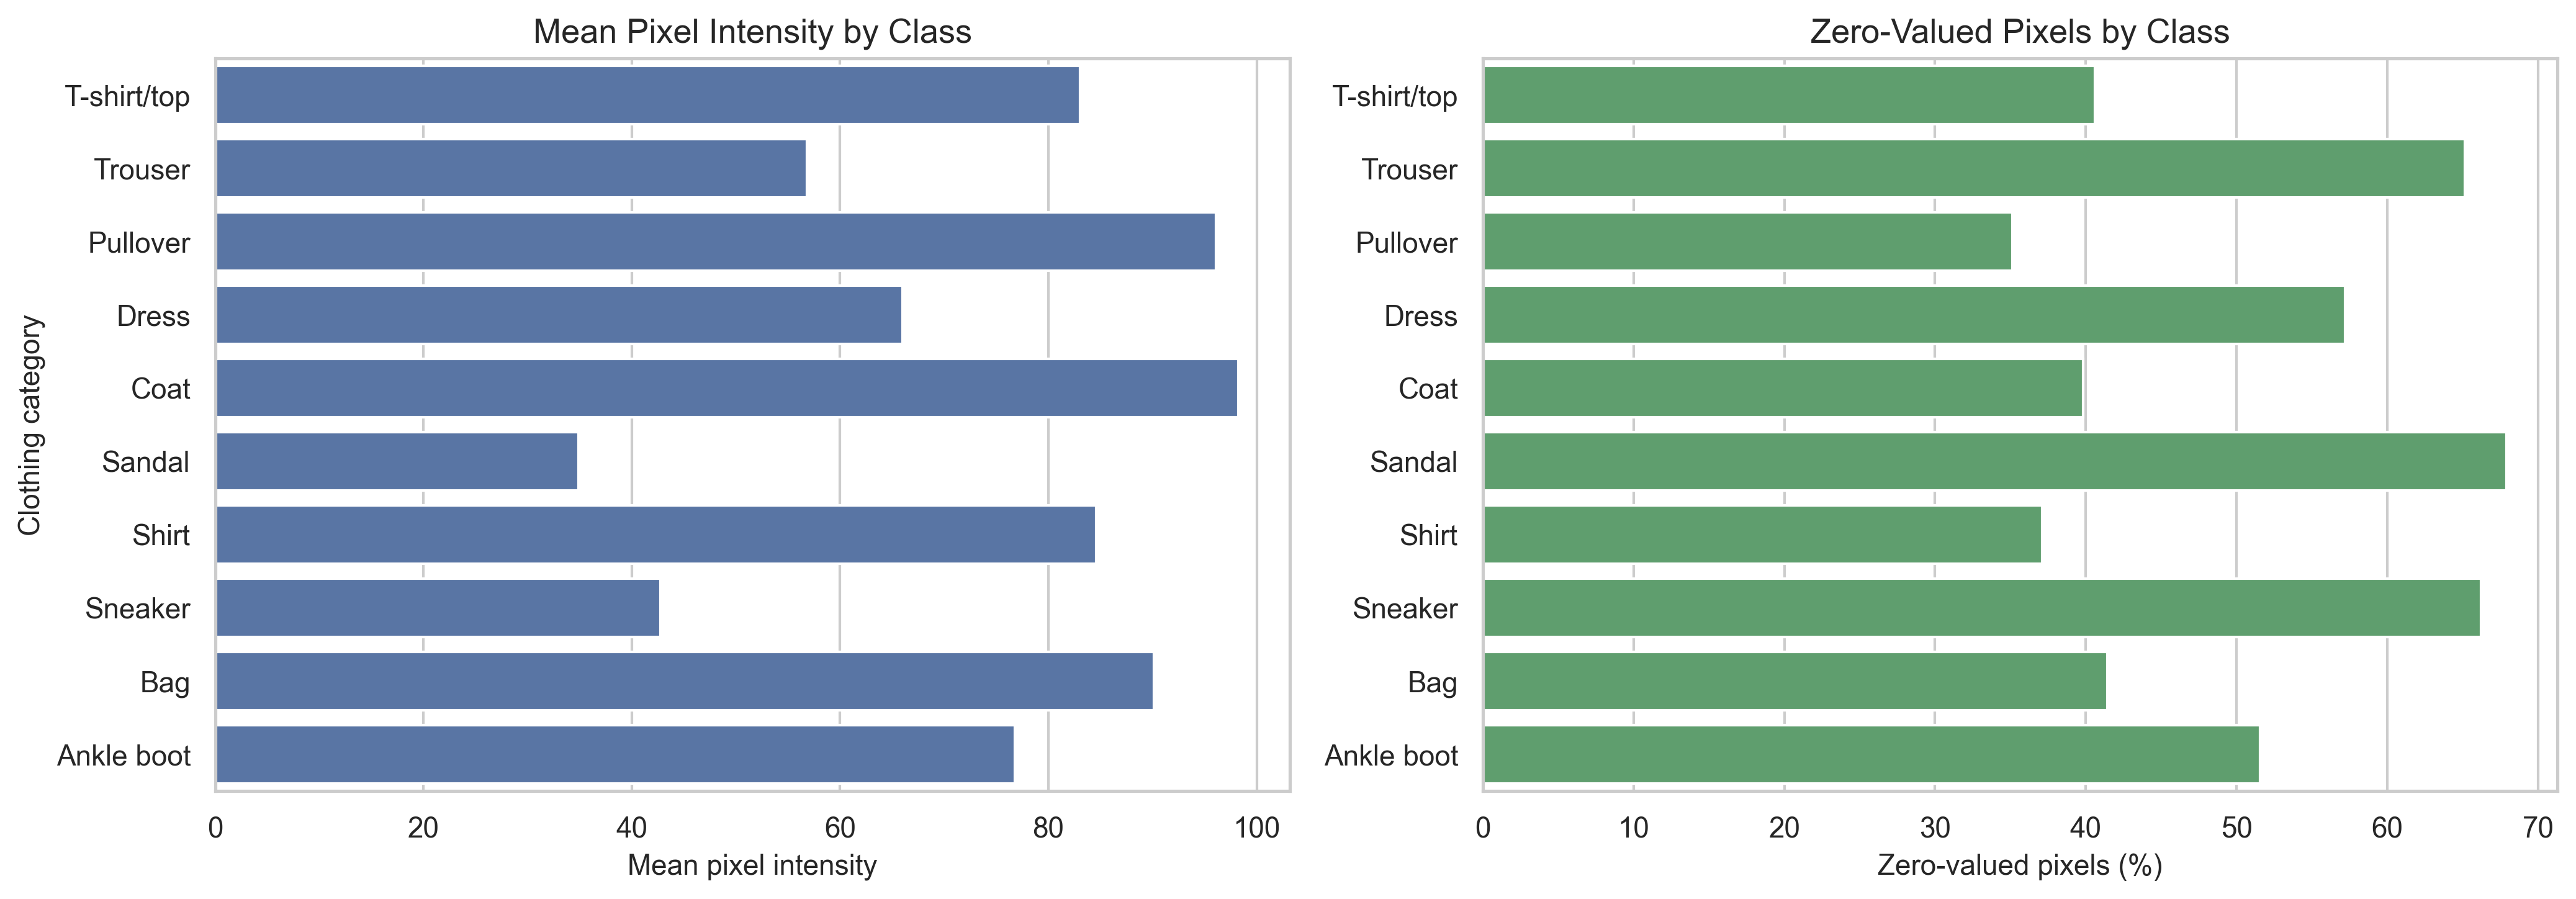 Mean Pixel Intensity by Class
Clothing category
T-shirt/top
Trouser
Pullover
Dress
Coat
Sandal
Shirt
Sneaker
Bag
Ankle boot
0 20 40 60 80 100
Mean pixel intensity
Zero-Valued Pixels by Class
T-shirt/top
Trouser
Pullover
Dress
Coat
Sandal
Shirt
Sneaker
Bag
Ankle boot
0 10 20 30 40 50 60 70
Zero-valued pixels (%)